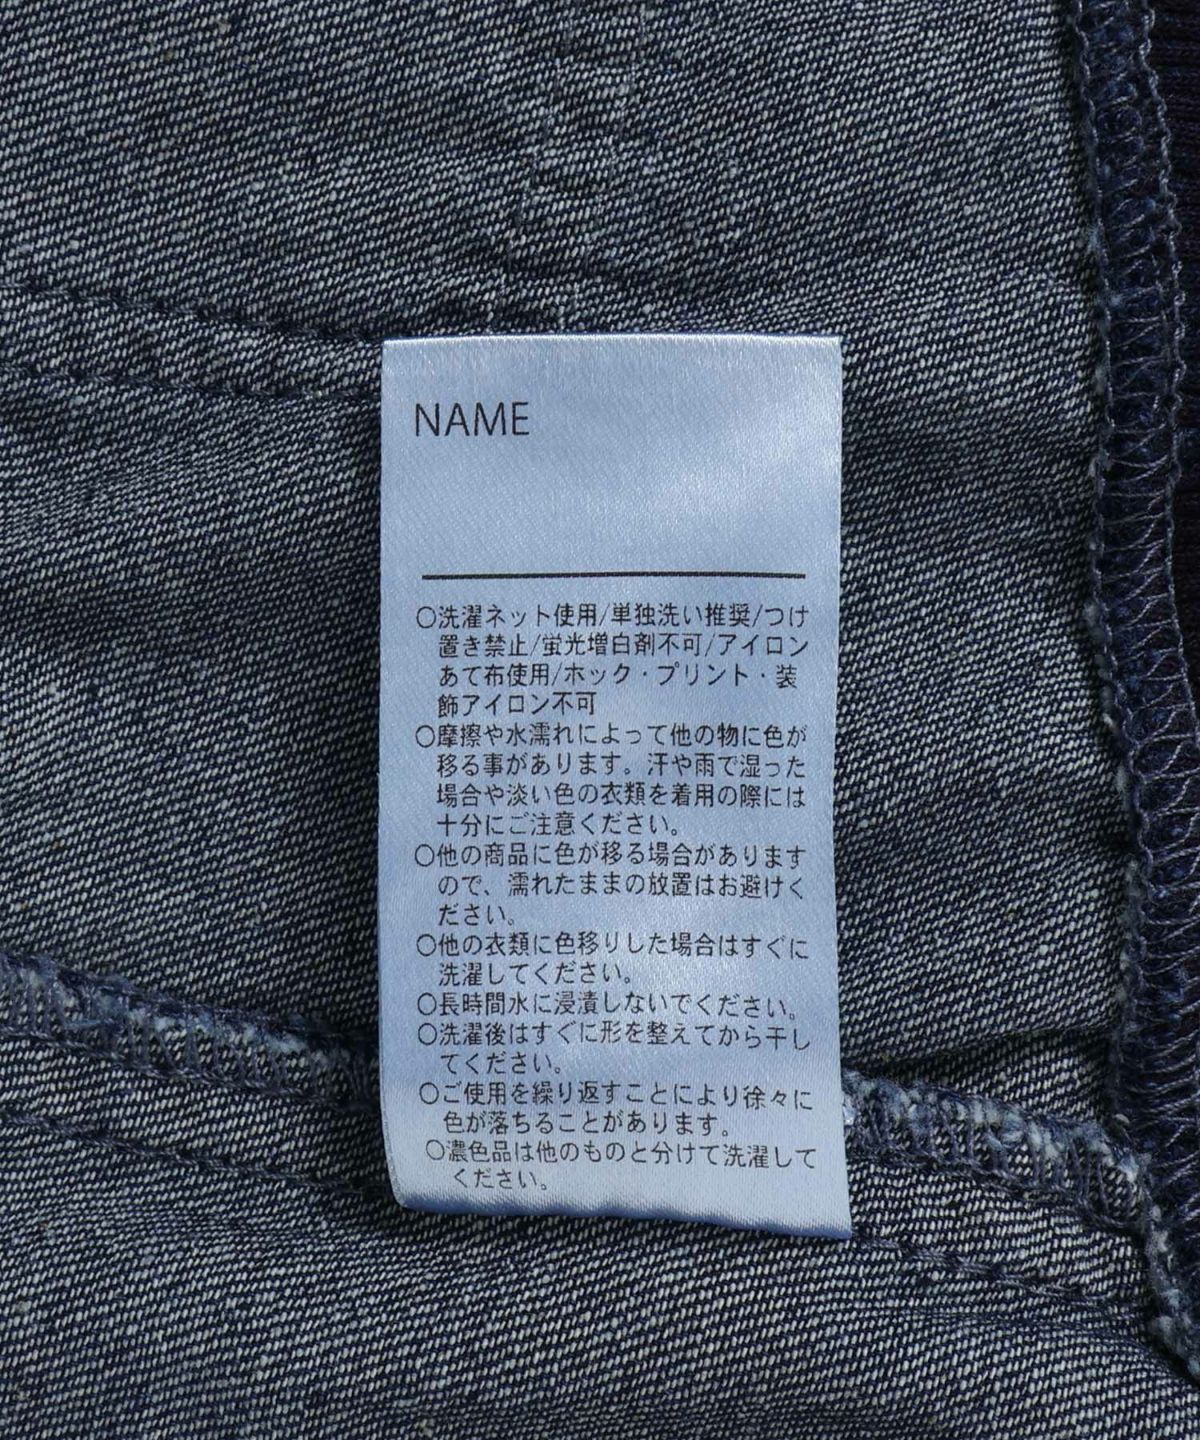 NAME
○洗濯ネット使用/単独洗い推奨/つけ
置き禁止/蛍光増白剤不可/アイロン
あて布使用/ホック・プリント・装
飾アイロン不可
○摩擦や水濡れによって他の物に色が
移る事があります。汗や雨で湿った
場合や淡い色の衣類を着用の際には
十分にご注意ください。
○他の商品に色が移る場合があります
ので、濡れたままの放置はお避けく
ださい。
○他の衣類に色移りした場合はすぐに
洗濯してください。
○長時間水に浸漬しないでください。
○洗濯後はすぐに形を整えてから干し
てください。
○ご使用を繰り返すことにより徐々に
色が落ちることがあります。
○濃色品は他のものと分けて洗濯して
ください。